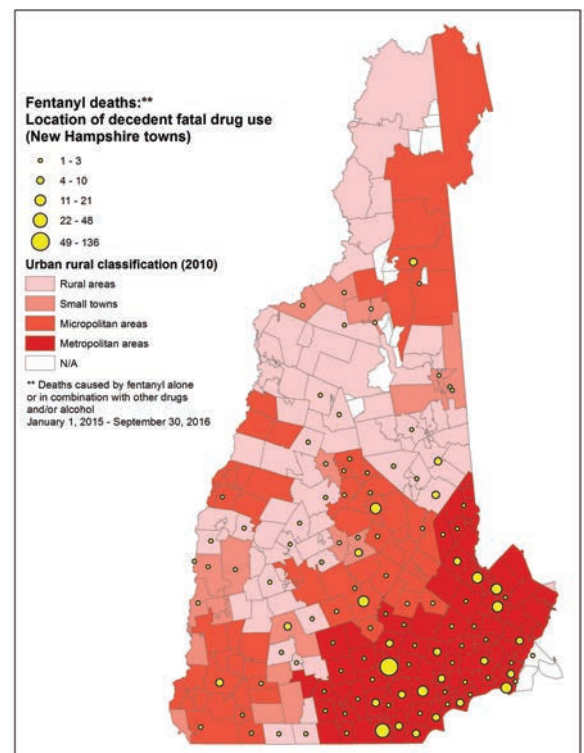 Fentanyl deaths:**
Location of decedent fatal drug use
(New Hampshire towns)
1 - 3
4 - 10
11 - 21
22 - 48
49 - 136
Urban rural classification (2010)
Rural areas
Small towns
Micropolitan areas
Metropolitan areas
N/A
** Deaths caused by fentanyl alone
or in combination with other drugs
and/or alcohol
January 1, 2015 - September 30, 2016